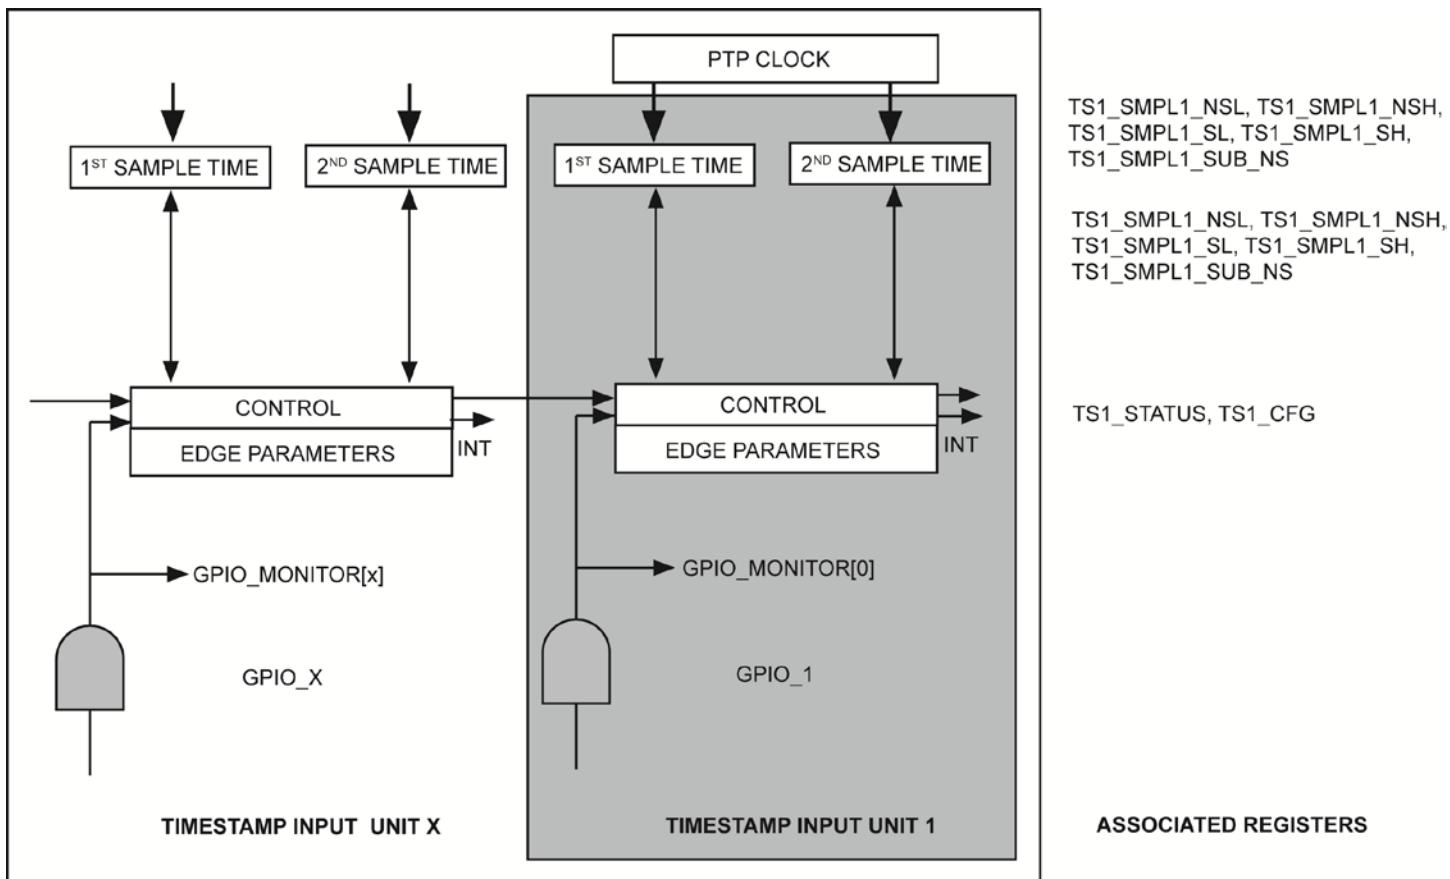 PTP CLOCK
1ST SAMPLE TIME
2ND SAMPLE TIME
1ST SAMPLE TIME
2ND SAMPLE TIME
TS1_SMPL1_NSL, TS1_SMPL1_NSH,
TS1_SMPL1_SL, TS1_SMPL1_SH,
TS1_SMPL1_SUB_NS
TS1_SMPL1_NSL, TS1_SMPL1_NSH,
TS1_SMPL1_SL, TS1_SMPL1_SH,
TS1_SMPL1_SUB_NS
CONTROL
EDGE PARAMETERS
INT
CONTROL
EDGE PARAMETERS
INT
TS1_STATUS, TS1_CFG
GPIO_MONITOR[x]
GPIO_MONITOR[0]
GPIO_X
GPIO_1
TIMESTAMP INPUT UNIT X
TIMESTAMP INPUT UNIT 1
ASSOCIATED REGISTERS